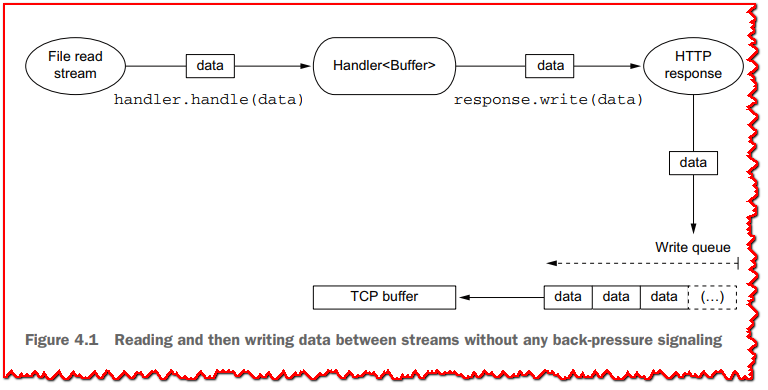 File read
stream
data
Handler<Buffer>
data
HTTP
response
handler.handle(data)
response.write(data)
data
Write queue
TCP buffer
data
data
data
(...)
Figure 4.1 Reading and then writing data between streams without any back-pressure signaling